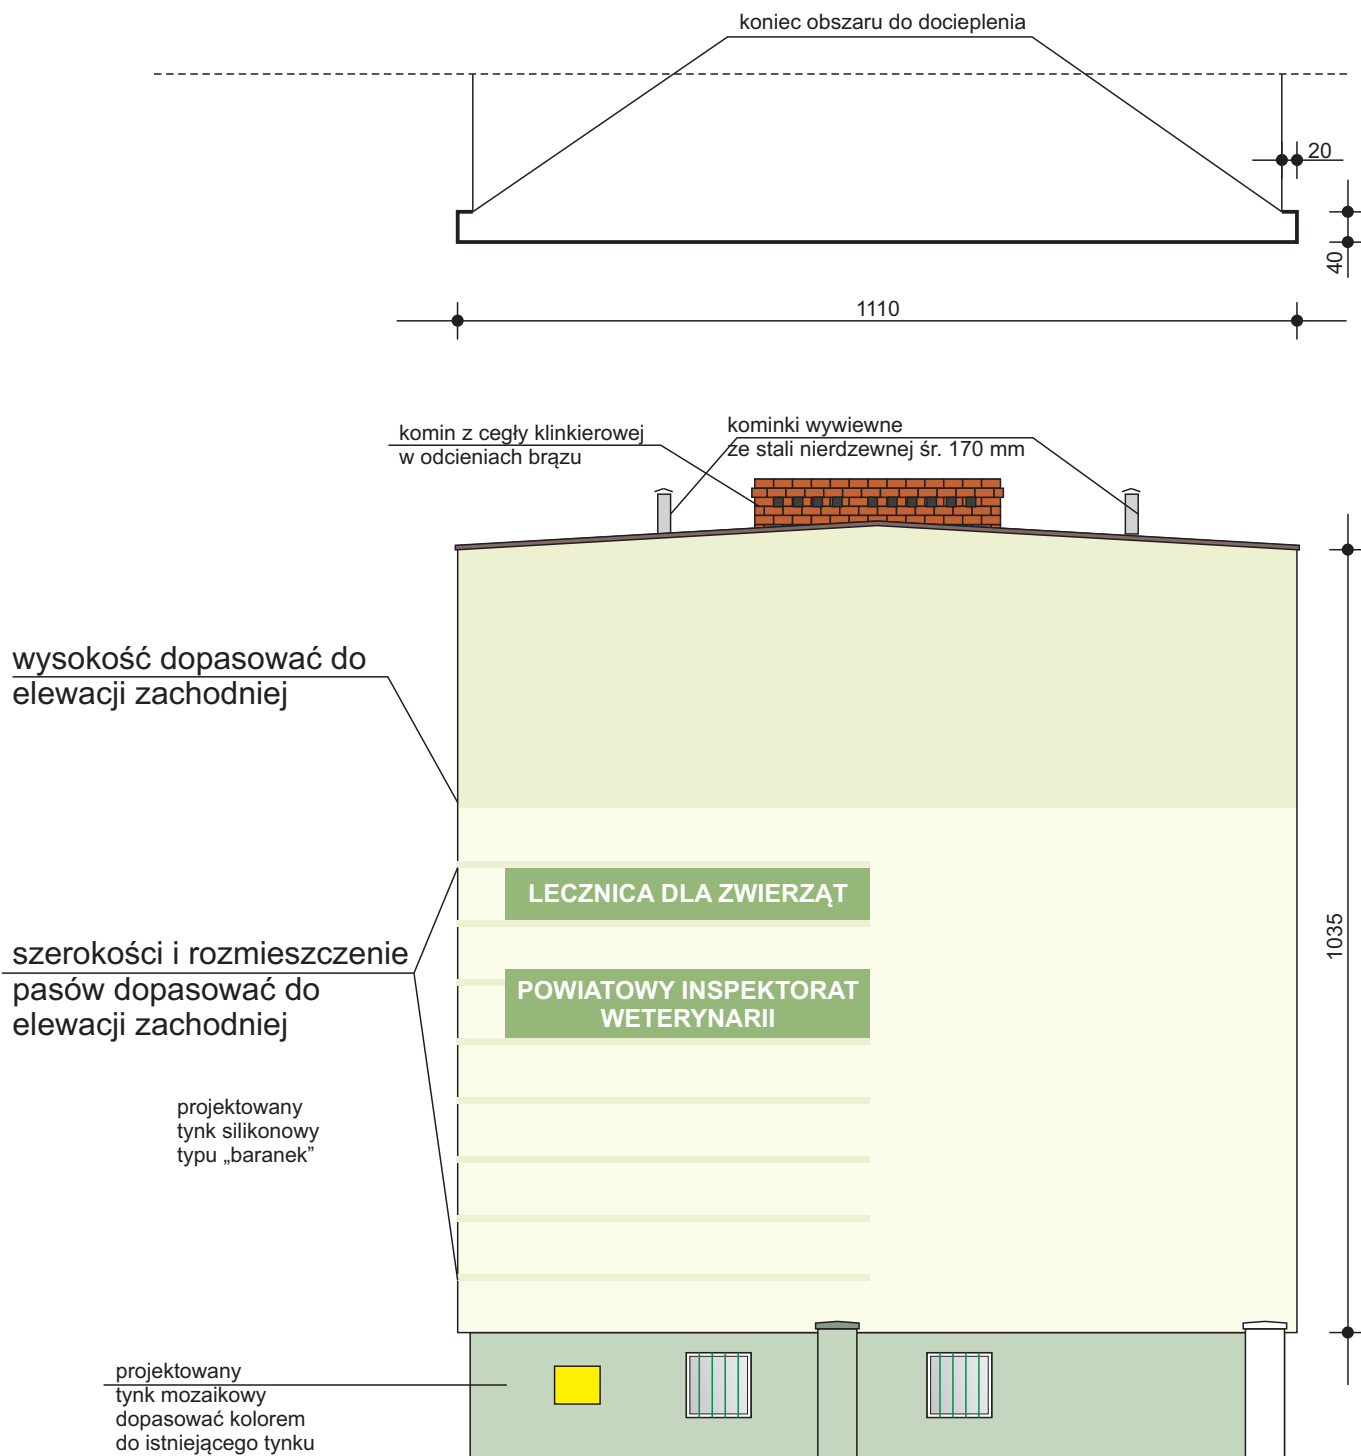 koniec obszaru do docieplenia
20
40
1110
komin z cegły klinkierowej
w odcieniach brązu
kominki wywiewne
ze stali nierdzewnej śr. 170 mm
wysokość dopasować do
elewacji zachodniej
LECZNICA DLA ZWIERZĄT
szerokości i rozmieszczenie
pasów dopasować do
elewacji zachodniej
POWIATOWY INSPEKTORAT
WETERYNARII
1035
projektowany
tynk silikonowy
typu „baranek”
projektowany
tynk mozaikowy
dopasować kolorem
do istniejącego tynku